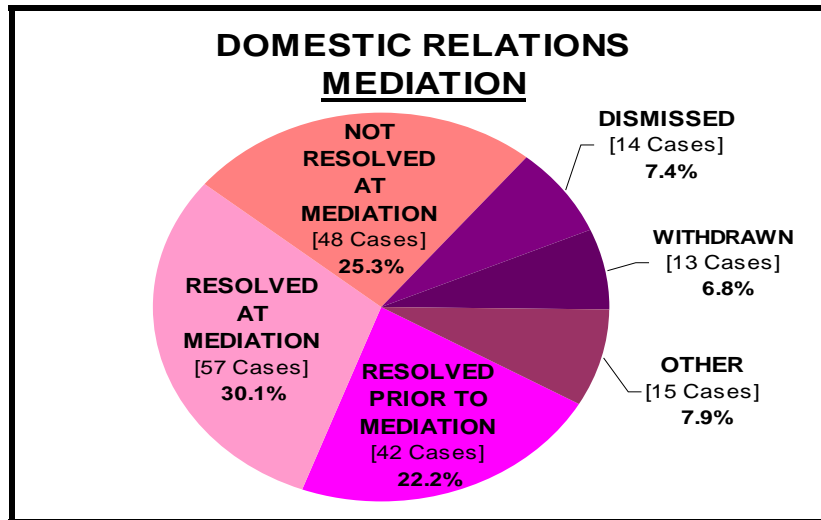 DOMESTIC RELATIONS
MEDIATION
NOT
RESOLVED
AT
MEDIATION
[48 Cases]
25.3%
DISMISSED
[14 Cases]
7.4%
WITHDRAWN
[13 Cases]
6.8%
RESOLVED
AT
MEDIATION
[57 Cases]
30.1%
RESOLVED
PRIOR TO
MEDIATION
[42 Cases]
22.2%
OTHER
[15 Cases]
7.9%